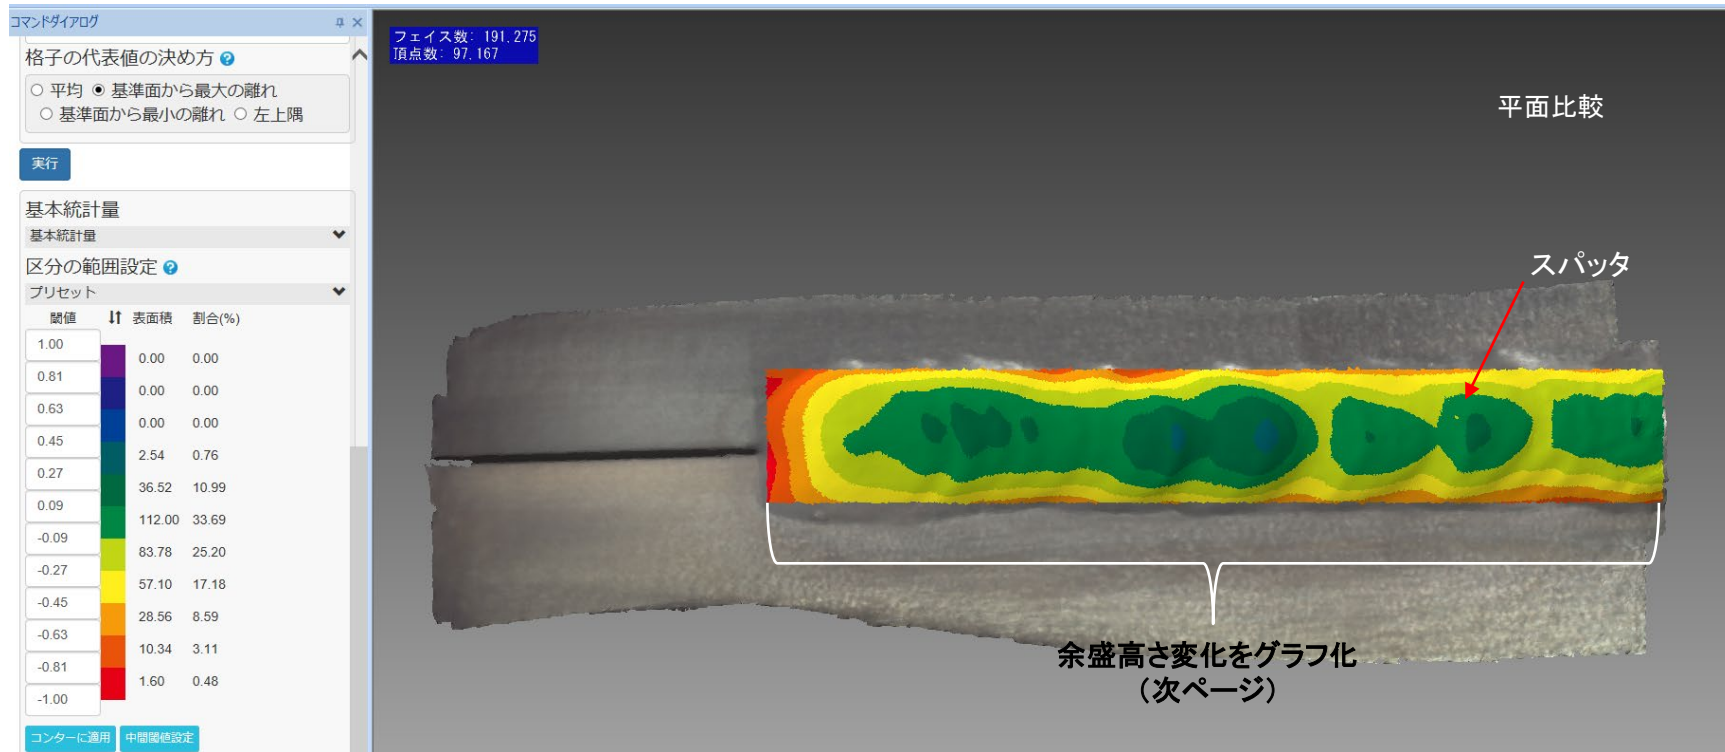 コマンドダイアログ
格子の代表値の決め方
平均 基準面から最大の離れ
基準面から最小の離れ 左上隅
実行
基本統計量
基本統計量
区分の範囲設定
プリセット
閾値 表面積 割合(%)
1.00
0.00 0.00
0.81
0.00 0.00
0.63
0.00 0.00
0.45
2.54 0.76
0.27
36.52 10.99
0.09
112.00 33.69
-0.09
83.78 25.20
-0.27
57.10 17.18
-0.45
28.56 8.59
-0.63
10.34 3.11
-0.81
1.60 0.48
-1.00
コンターに適用 中間閾値設定
フェイス数: 191,275
頂点数: 97,167
平面比較
スパッタ
余盛高さ変化をグラフ化
(次ページ)